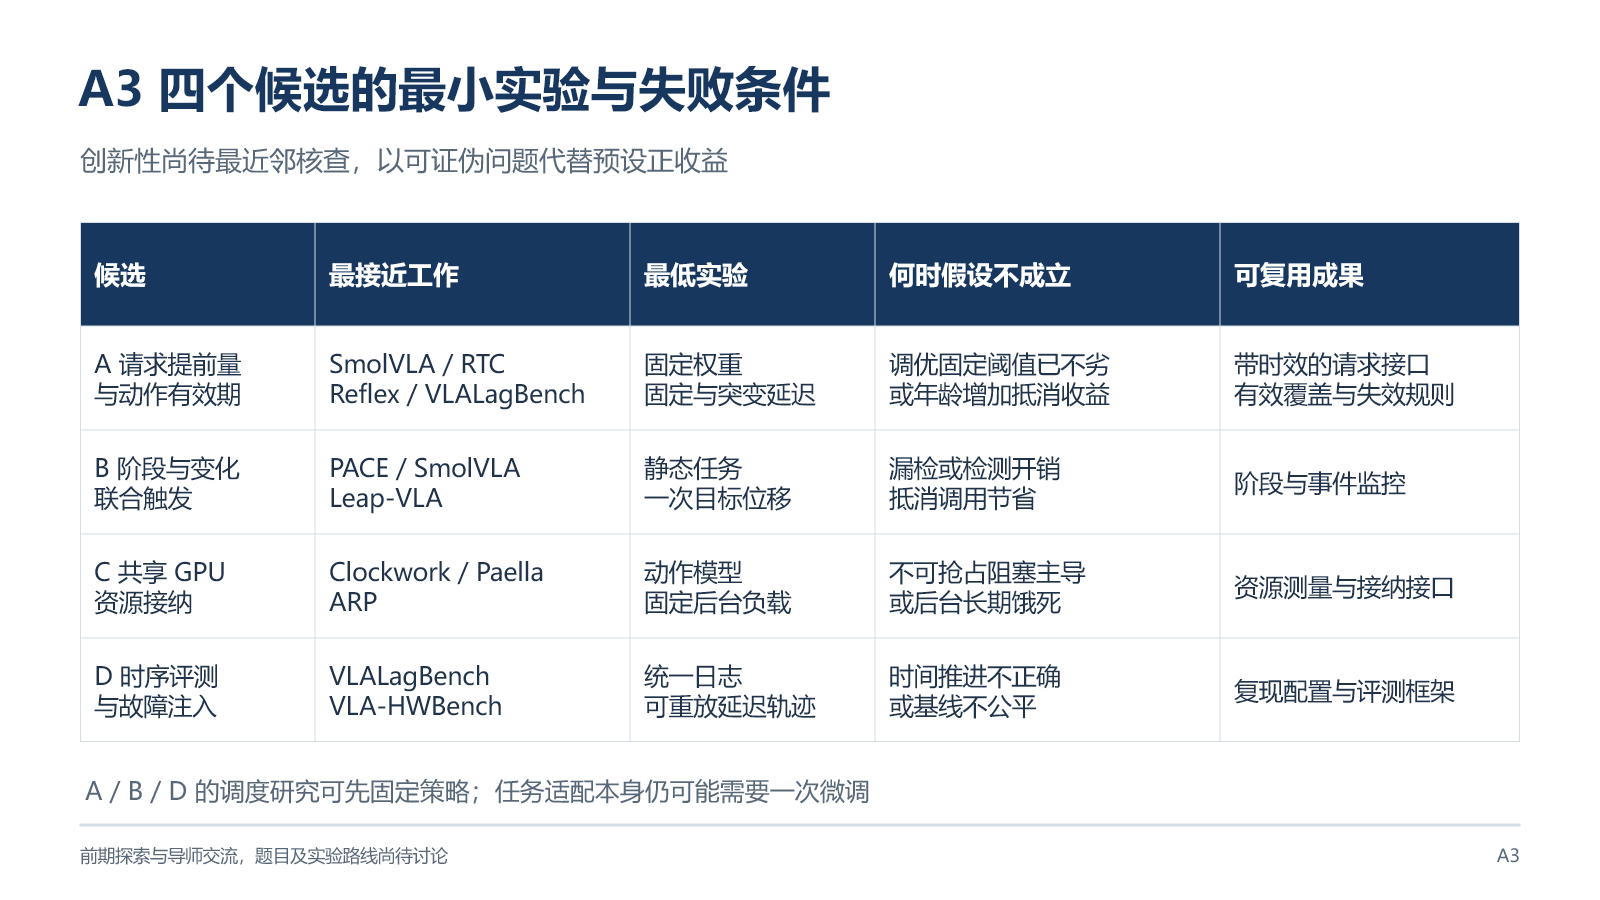 A3 四个候选的最小实验与失败条件
创新性尚待最近邻核查，以可证伪问题代替预设正收益
候选
最接近工作
最低实验
何时假设不成立
可复用成果
A 请求提前量
与动作有效期
SmolVLA / RTC
Reflex / VLALagBench
固定权重
固定与突变延迟
调优固定阈值已不劣
或年龄增加抵消收益
带时效的请求接口
有效覆盖与失效规则
B 阶段与变化
联合触发
PACE / SmolVLA
Leap-VLA
静态任务
一次目标位移
漏检或检测开销
抵消调用节省
阶段与事件监控
C 共享 GPU
资源接纳
Clockwork / Paella
ARP
动作模型
固定后台负载
不可抢占阻塞主导
或后台长期饿死
资源测量与接纳接口
D 时序评测
与故障注入
VLALagBench
VLA-HWBench
统一日志
可重放延迟轨迹
时间推进不正确
或基线不公平
复现配置与评测框架
A / B / D 的调度研究可先固定策略；任务适配本身仍可能需要一次微调
前期探索与导师交流，题目及实验路线尚待讨论
A3